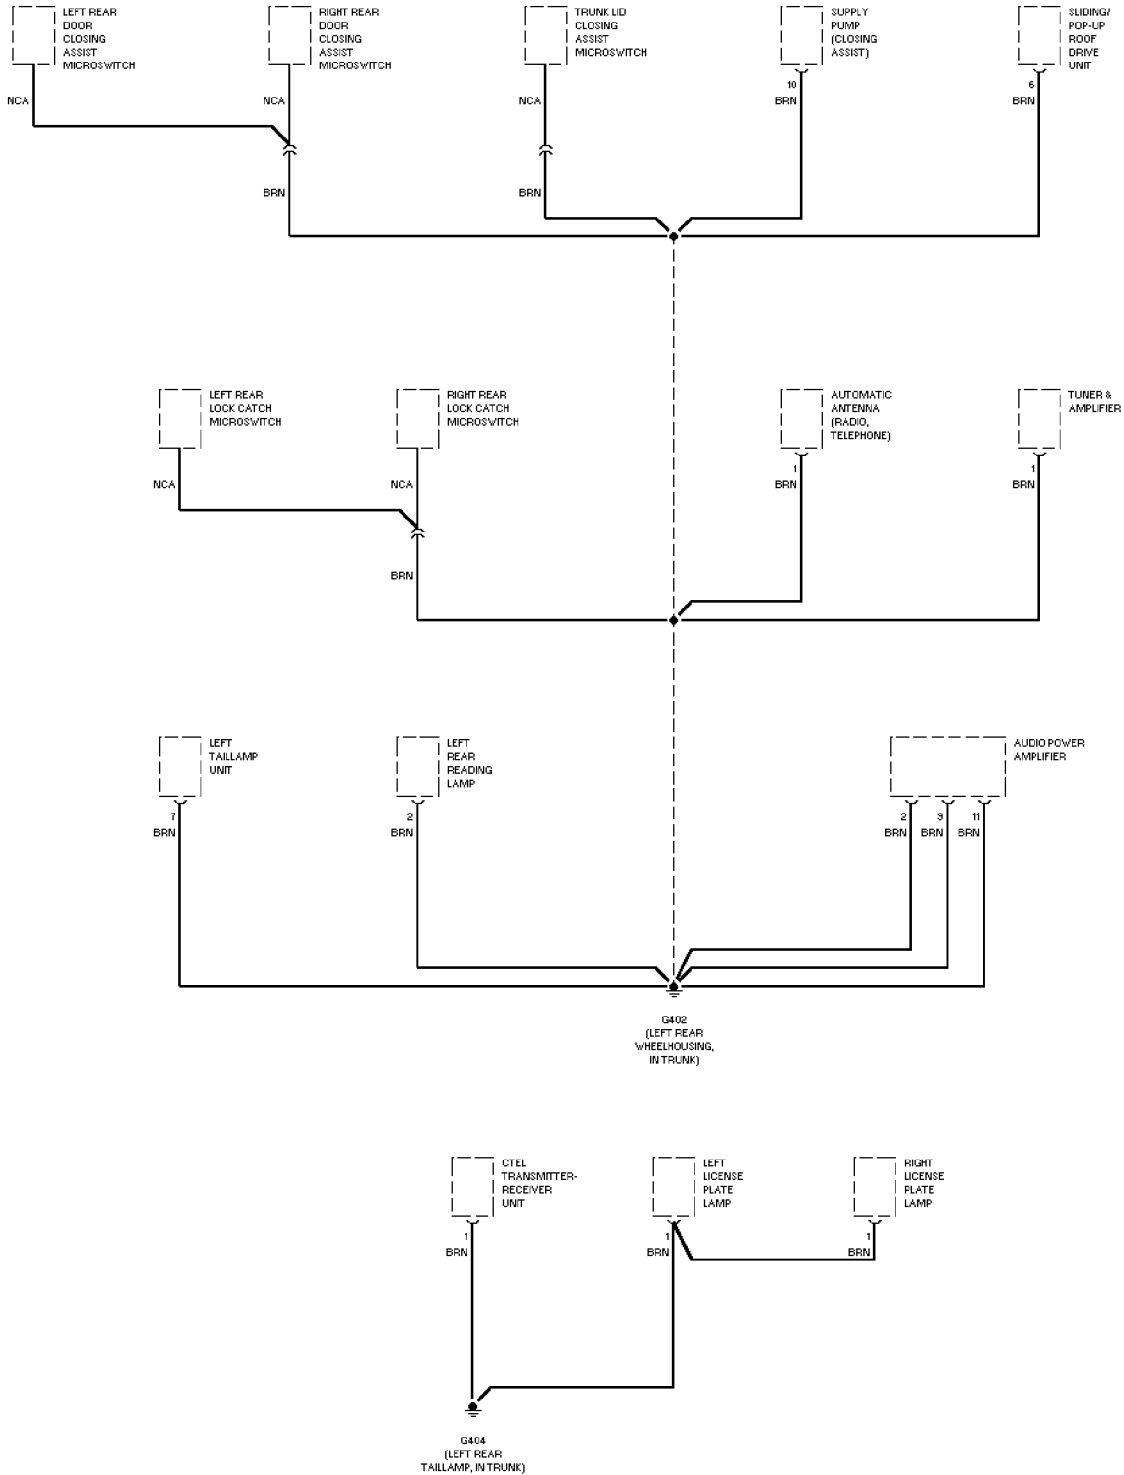 LEFT REAR
DOOR
CLOSING
ASSIST
MICROSWITCH
RIGHT REAR
DOOR
CLOSING
ASSIST
MICROSWITCH
TRUNK LID
CLOSING
ASSIST
MICROSWITCH
SUPPLY
PUMP
(CLOSING
ASSIST)
SLIDING/
POP-UP
ROOF
DRIVE
UNIT
NCA
NCA
NCA
10
BRN
6
BRN
BRN
BRN
LEFT REAR
LOCK CATCH
MICROSWITCH
RIGHT REAR
LOCK CATCH
MICROSWITCH
AUTOMATIC
ANTENNA
(RADIO,
TELEPHONE)
TUNER &
AMPLIFIER
NCA
NCA
1
BRN
1
BRN
BRN
LEFT
TAILLAMP
UNIT
LEFT
REAR
READING
LAMP
AUDIO POWER
AMPLIFIER
7
BRN
2
BRN
2
BRN
9
BRN
11
BRN
G402
(LEFT REAR
WHEELHOUSING,
IN TRUNK)
CTEL
TRANSMITTER-
RECEIVER
UNIT
LEFT
LICENSE
PLATE
LAMP
RIGHT
LICENSE
PLATE
LAMP
1
BRN
1
BRN
1
BRN
G404
(LEFT REAR
TAILLAMP, IN TRUNK)